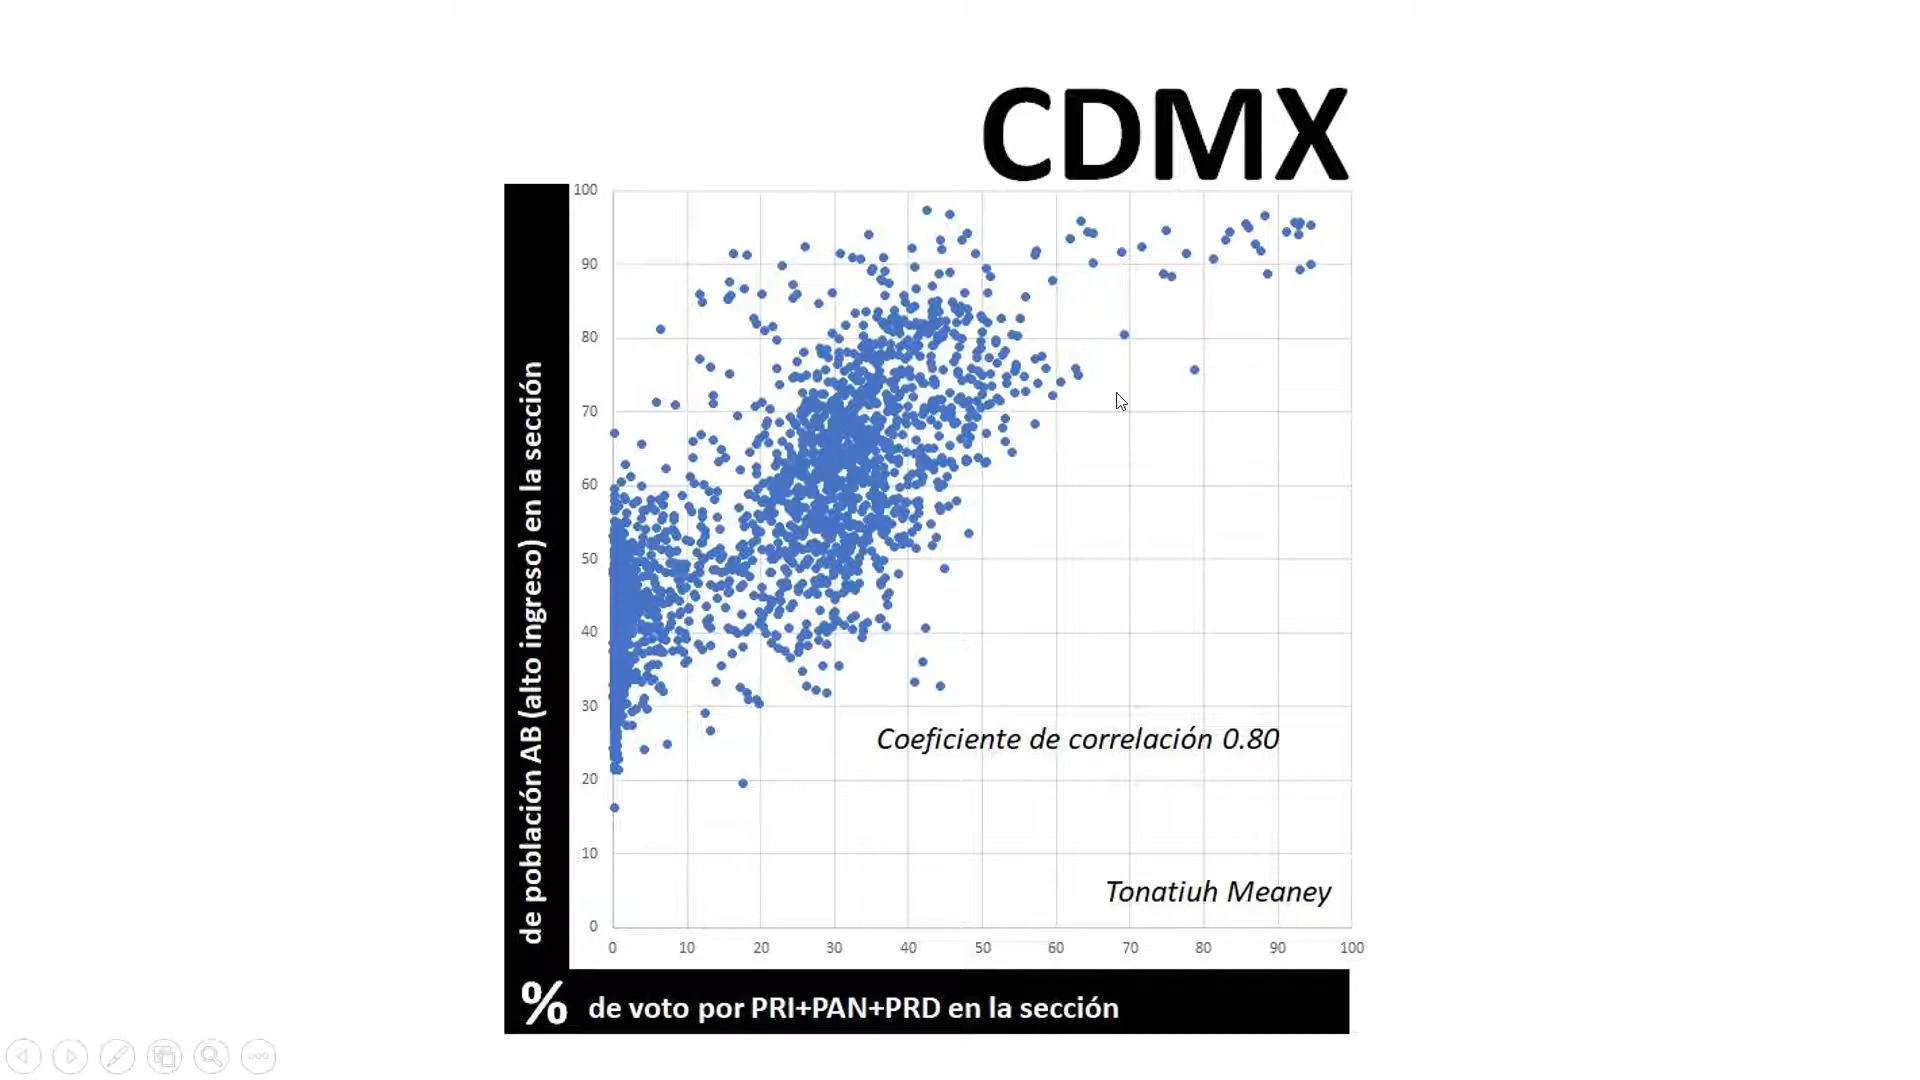 CDMX
de población AB (alto ingreso) en la sección
100
90
80
70
60
50
40
30
20
10
0
Coeficiente de correlación 0.80
Tonatiuh Meaney
0 10 20 30 40 50 60 70 80 90 100
% de voto por PRI+PAN+PRD en la sección